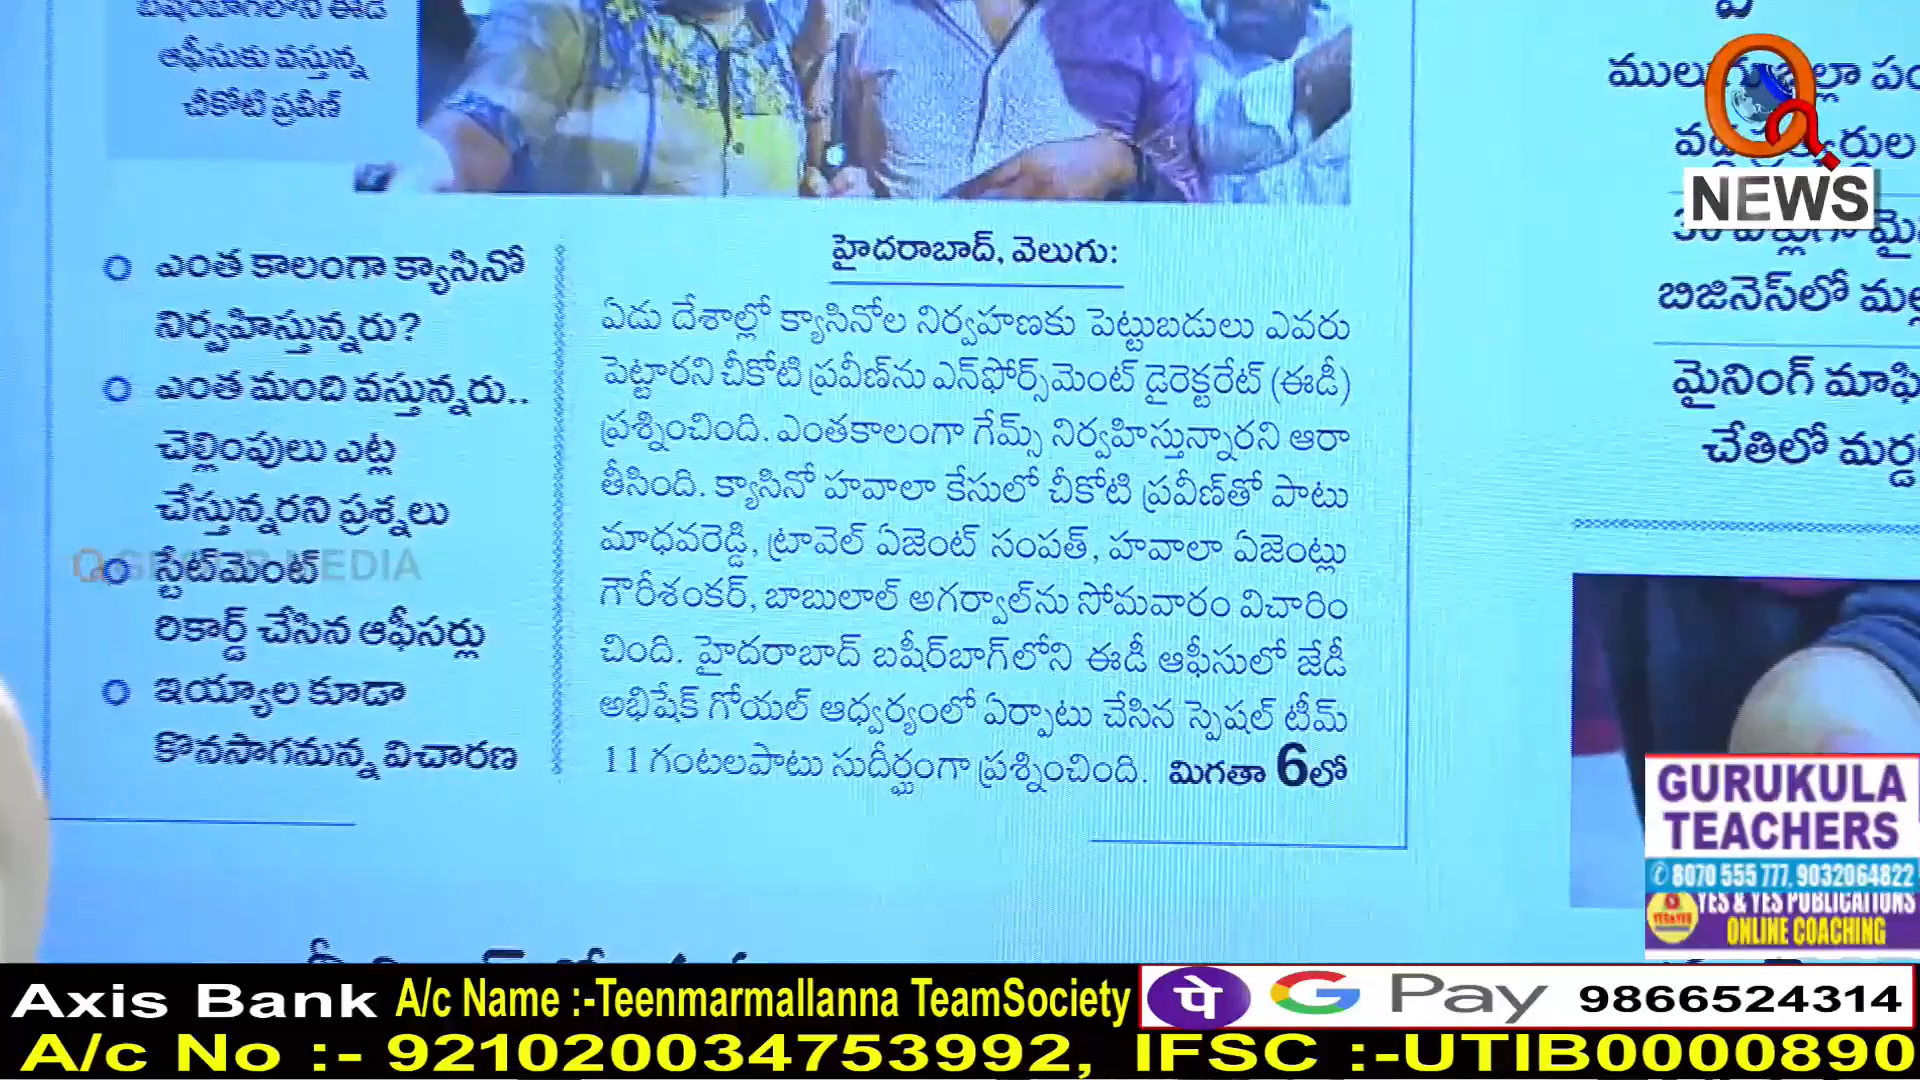 ఆఫీసుకు వస్తున్న
చీకోటి ప్రవీణ్
ఎంత కాలంగా క్యాసినో
నిర్వహిస్తున్నరు?
ఎంత మంది వస్తున్నరు..
చెల్లింపులు ఎట్ల
చేస్తున్నరని ప్రశ్నలు
స్టేట్‌మెంట్
రికార్డ్ చేసిన ఆఫీసర్లు
ఇయ్యాల కూడా
కొనసాగనున్న విచారణ
హైదరాబాద్, వెలుగు:
ఏడు దేశాల్లో క్యాసినోల నిర్వహణకు పెట్టుబడులు ఎవరు
పెట్టారని చీకోటి ప్రవీణ్‌ను ఎన్‌ఫోర్స్‌మెంట్ డైరెక్టరేట్ (ఈడీ)
ప్రశ్నించింది. ఎంతకాలంగా గేమ్స్ నిర్వహిస్తున్నారని ఆరా
తీసింది. క్యాసినో హవాలా కేసులో చీకోటి ప్రవీణ్‌తో పాటు
మాధవరెడ్డి, ట్రావెల్ ఏజెంట్ సంపత్, హవాలా ఏజెంట్లు
గౌరీశంకర్, బాబులాల్ అగర్వాల్‌ను సోమవారం విచారిం
చింది. హైదరాబాద్ బషీర్‌బాగ్‌లోని ఈడీ ఆఫీసులో జేడీ
అభిషేక్ గోయల్ ఆధ్వర్యంలో ఏర్పాటు చేసిన స్పెషల్ టీమ్
11 గంటలపాటు సుదీర్ఘంగా ప్రశ్నించింది. మిగతా 6లో
బిజినెస్‌లో
మైనింగ్
చేతిలో
Q
NEWS
GURUKULA
TEACHERS
8070 555 777, 9032064822
YES & YES PUBLICATIONS
ONLINE COACHING
Axis Bank A/c Name :-Teenmarmallanna TeamSociety
पे G Pay 9866524314
A/c No :- 921020034753992, IFSC :-UTIB0000890